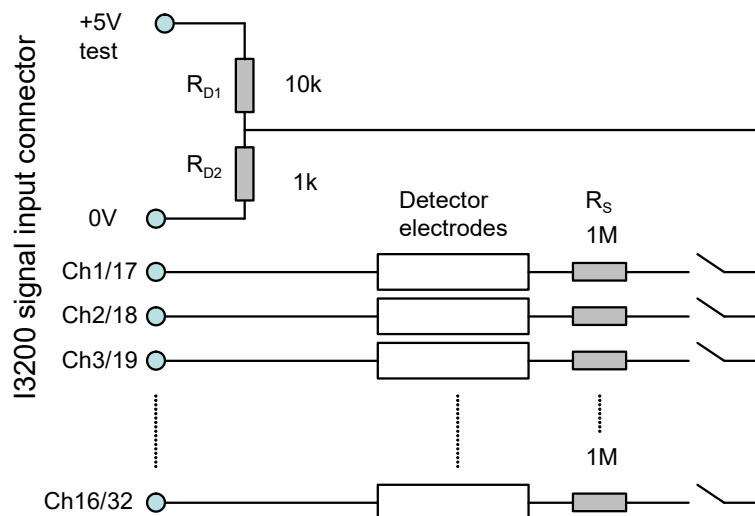 +5V
test
R_D1
10k
R_D2
1k
0V
I3200 signal input connector
Detector
electrodes
R_S
1M
Ch1/17
Ch2/18
Ch3/19
1M
Ch16/32